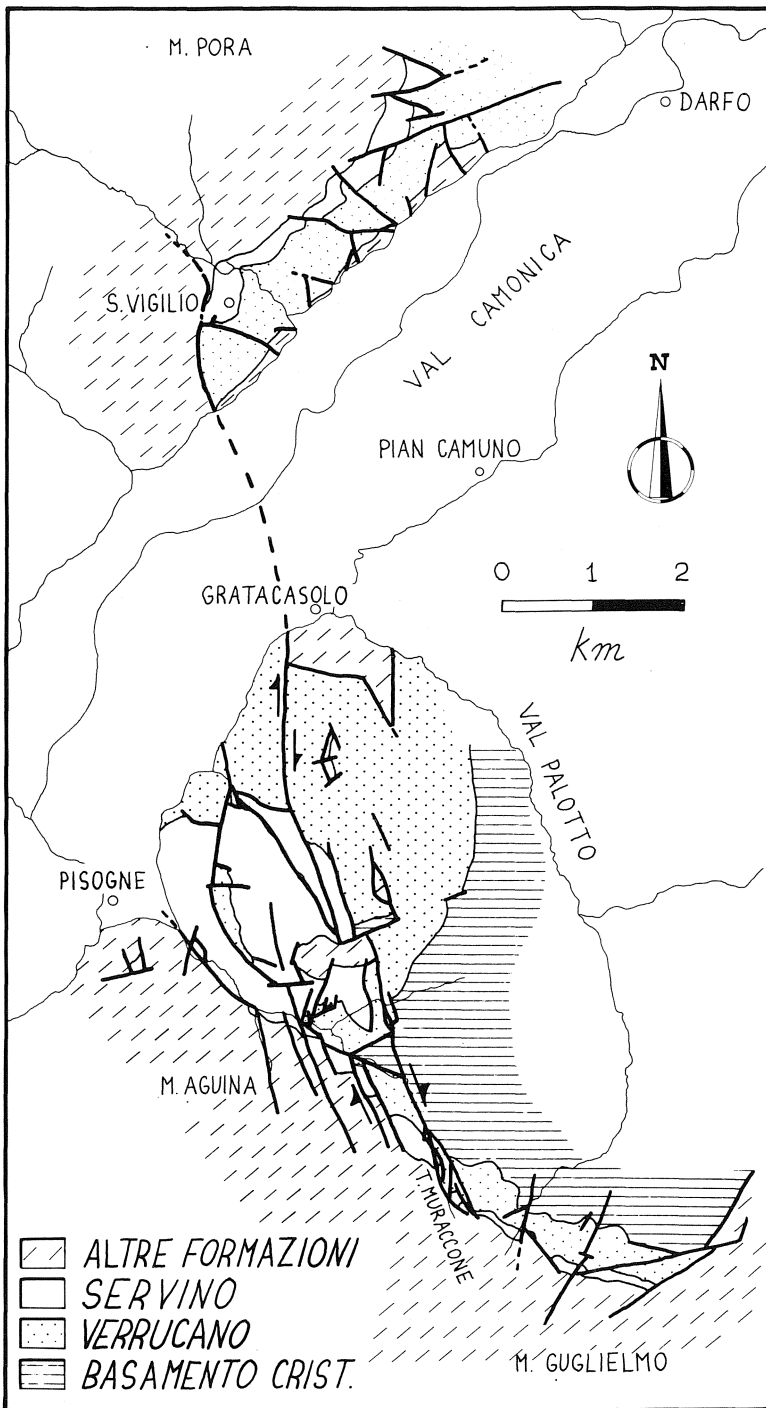 M. PORA
DARFO
S. VIGILIO
VAL CAMONICA
N
PIAN CAMUNO
0 1 2
km
GRATACASOLO
VAL PALOTTO
PISOGNE
M. AGUINA
T. MURACCONE
ALTRE FORMAZIONI
SERVINO
VERRUCANO
BASAMENTO CRIST.
M. GUGLIELMO